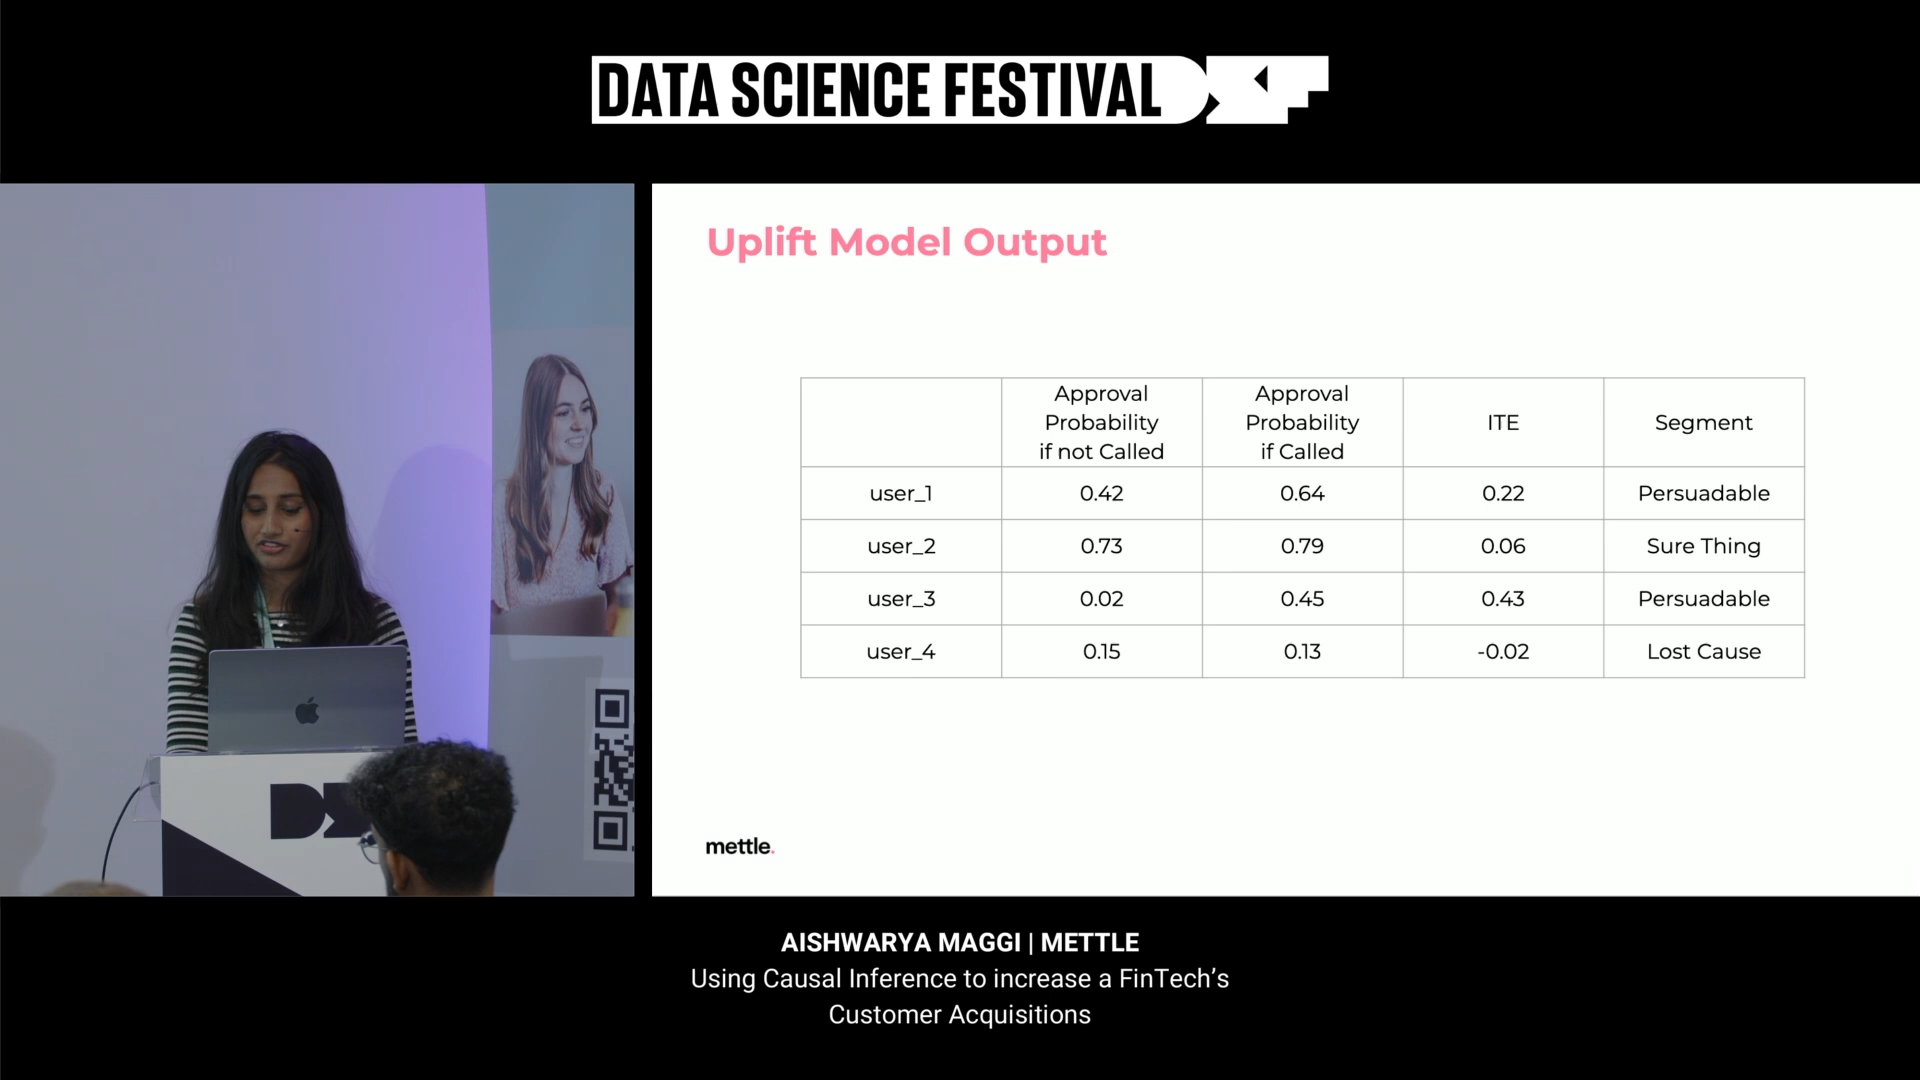 DATA SCIENCE FESTIVAL
Uplift Model Output
Approval Probability if not Called
Approval Probability if Called
ITE
Segment
user_1 0.42 0.64 0.22 Persuadable
user_2 0.73 0.79 0.06 Sure Thing
user_3 0.02 0.45 0.43 Persuadable
user_4 0.15 0.13 -0.02 Lost Cause
mettle.
AISHWARYA MAGGI | METTLE
Using Causal Inference to increase a FinTech’s
Customer Acquisitions